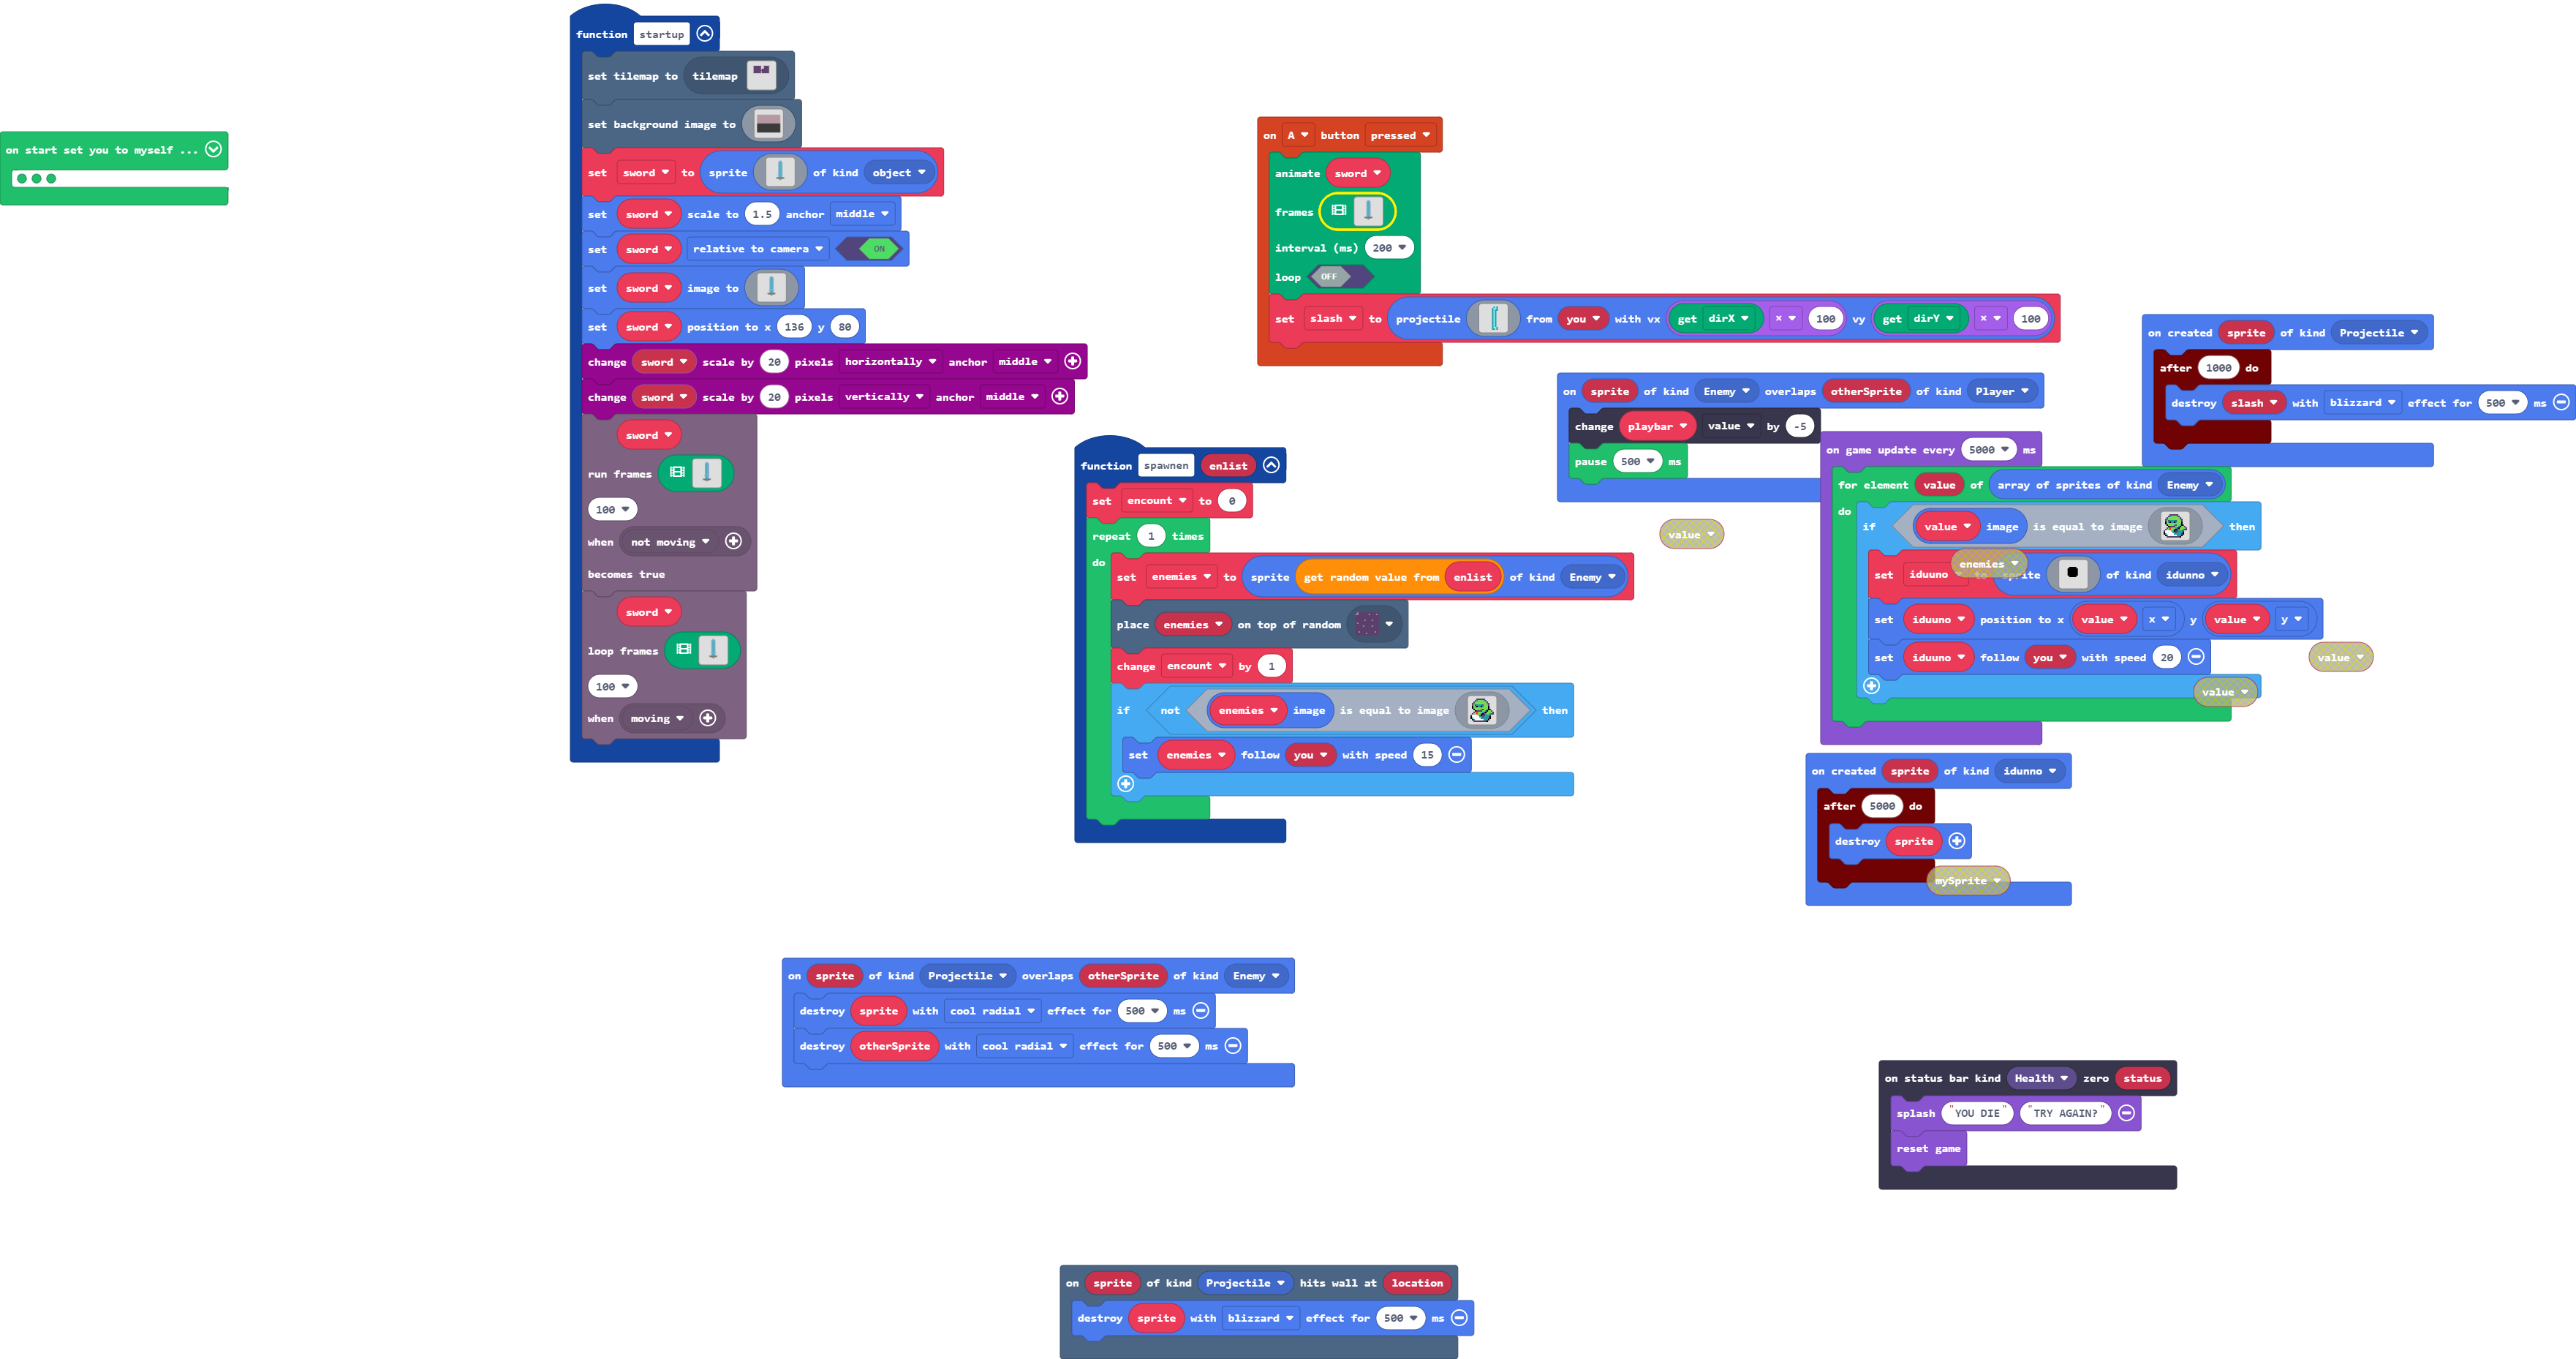 on start set you to myself ...
function startup
set tilemap to tilemap
set background image to
set sword to sprite of kind object
set sword scale to 1.5 anchor middle
set sword relative to camera ON
set sword image to
set sword position to x 136 y 80
change sword scale by 20 pixels horizontally anchor middle
change sword scale by 20 pixels vertically anchor middle
sword
run frames
100
when not moving
becomes true
sword
loop frames
100
when moving
on A button pressed
animate sword
frames
interval (ms) 200
loop OFF
set slash to projectile from you with vx get dirX × 100 vy get dirY × 100
function spawnen enlist
set encount to 0
repeat 1 times
do
set enemies to sprite get random value from enlist of kind Enemy
place enemies on top of random
change encount by 1
if not enemies image is equal to image then
set enemies follow you with speed 15
on sprite of kind Enemy overlaps otherSprite of kind Player
change playbar value by -5
pause 500 ms
value
on created sprite of kind Projectile
after 1000 do
destroy slash with blizzard effect for 500 ms
on game update every 5000 ms
for element value of array of sprites of kind Enemy
do
if value image is equal to image then
enemies
set iduuno to sprite of kind idunno
set iduuno position to x value x y value y
set iduuno follow you with speed 20
value
value
on created sprite of kind idunno
after 5000 do
destroy sprite
mySprite
on sprite of kind Projectile overlaps otherSprite of kind Enemy
destroy sprite with cool radial effect for 500 ms
destroy otherSprite with cool radial effect for 500 ms
on status bar kind Health zero status
splash "YOU DIE" "TRY AGAIN?"
reset game
on sprite of kind Projectile hits wall at location
destroy sprite with blizzard effect for 500 ms